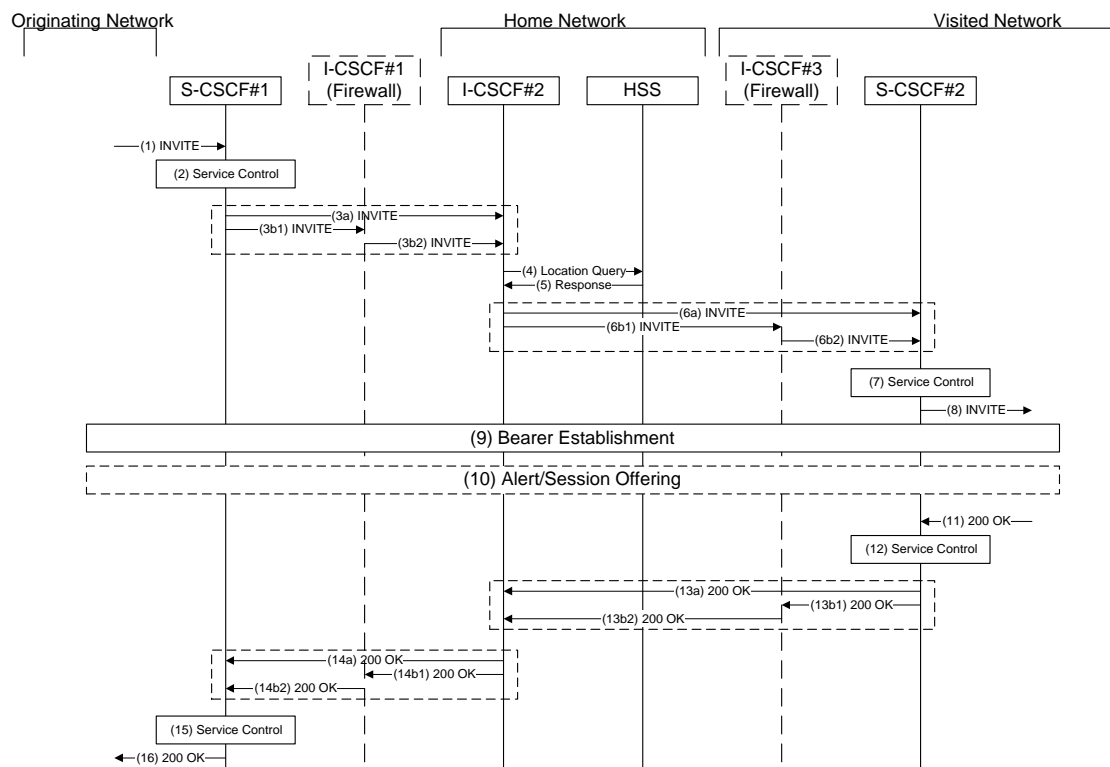 Originating Network
Home Network
Visited Network
I-CSCF#1
(Firewall)
I-CSCF#3
(Firewall)
S-CSCF#1
I-CSCF#2
HSS
S-CSCF#2
(1) INVITE
(2) Service Control
(3a) INVITE
(3b1) INVITE
(3b2) INVITE
(4) Location Query
(5) Response
(6a) INVITE
(6b1) INVITE
(6b2) INVITE
(7) Service Control
(8) INVITE
(9) Bearer Establishment
(10) Alert/Session Offering
(11) 200 OK
(12) Service Control
(13a) 200 OK
(13b1) 200 OK
(13b2) 200 OK
(14a) 200 OK
(14b1) 200 OK
(14b2) 200 OK
(15) Service Control
(16) 200 OK